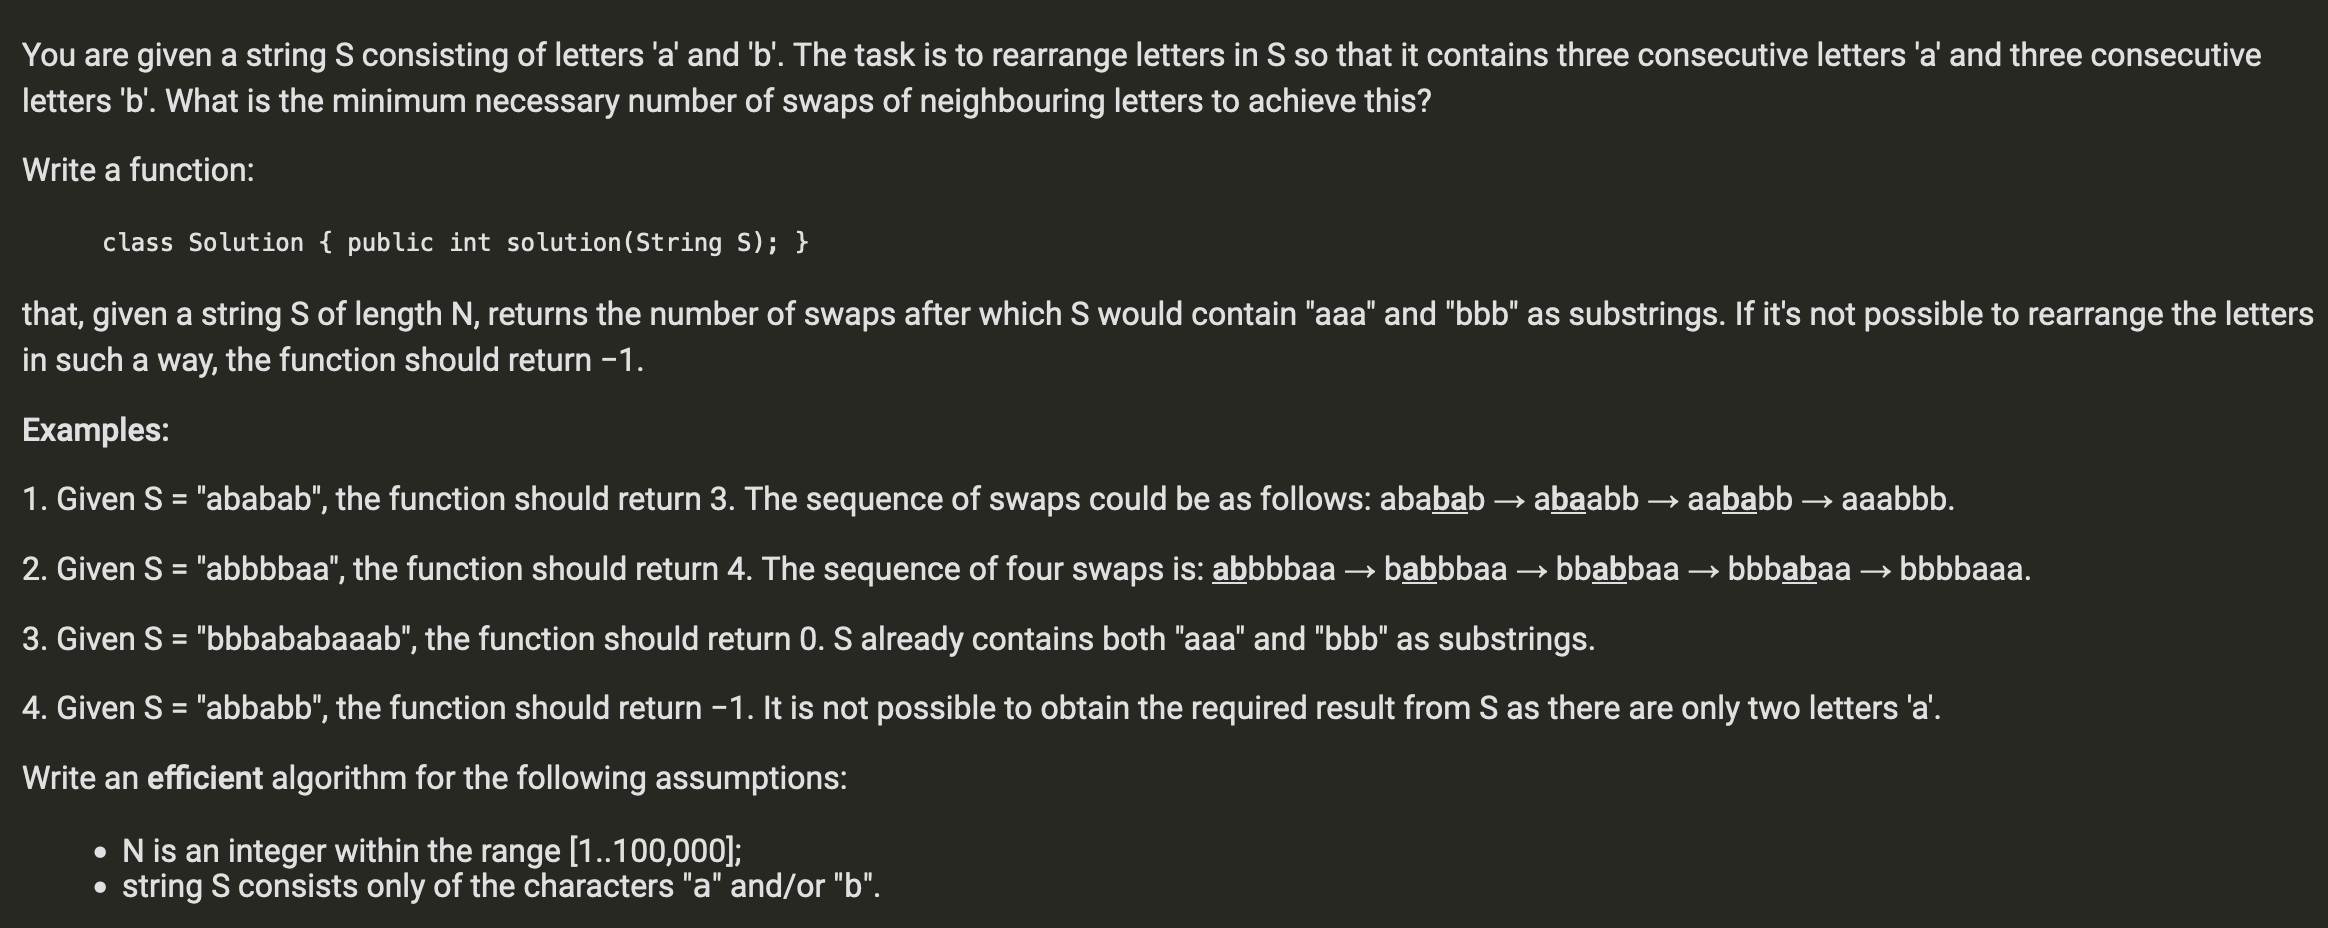 You are given a string S consisting of letters 'a' and 'b'. The task is to rearrange letters in S so that it contains three consecutive letters 'a' and three consecutive
letters 'b'. What is the minimum necessary number of swaps of neighbouring letters to achieve this?
Write a function:
class Solution { public int solution(String S); }
that, given a string S of length N, returns the number of swaps after which S would contain "aaa" and "bbb" as substrings. If it's not possible to rearrange the letters
in such a way, the function should return −1.
Examples:
1. Given S = "ababab", the function should return 3. The sequence of swaps could be as follows: ababab → abaabb → aababb → aaabbb.
2. Given S = "abbbbaa", the function should return 4. The sequence of four swaps is: abbbbaa → babbbaa → bbabbaa → bbbabaa → bbbbaaa.
3. Given S = "bbbababaaab", the function should return 0. S already contains both "aaa" and "bbb" as substrings.
4. Given S = "abbabb", the function should return −1. It is not possible to obtain the required result from S as there are only two letters 'a'.
Write an efficient algorithm for the following assumptions:
• N is an integer within the range [1..100,000];
• string S consists only of the characters "a" and/or "b".